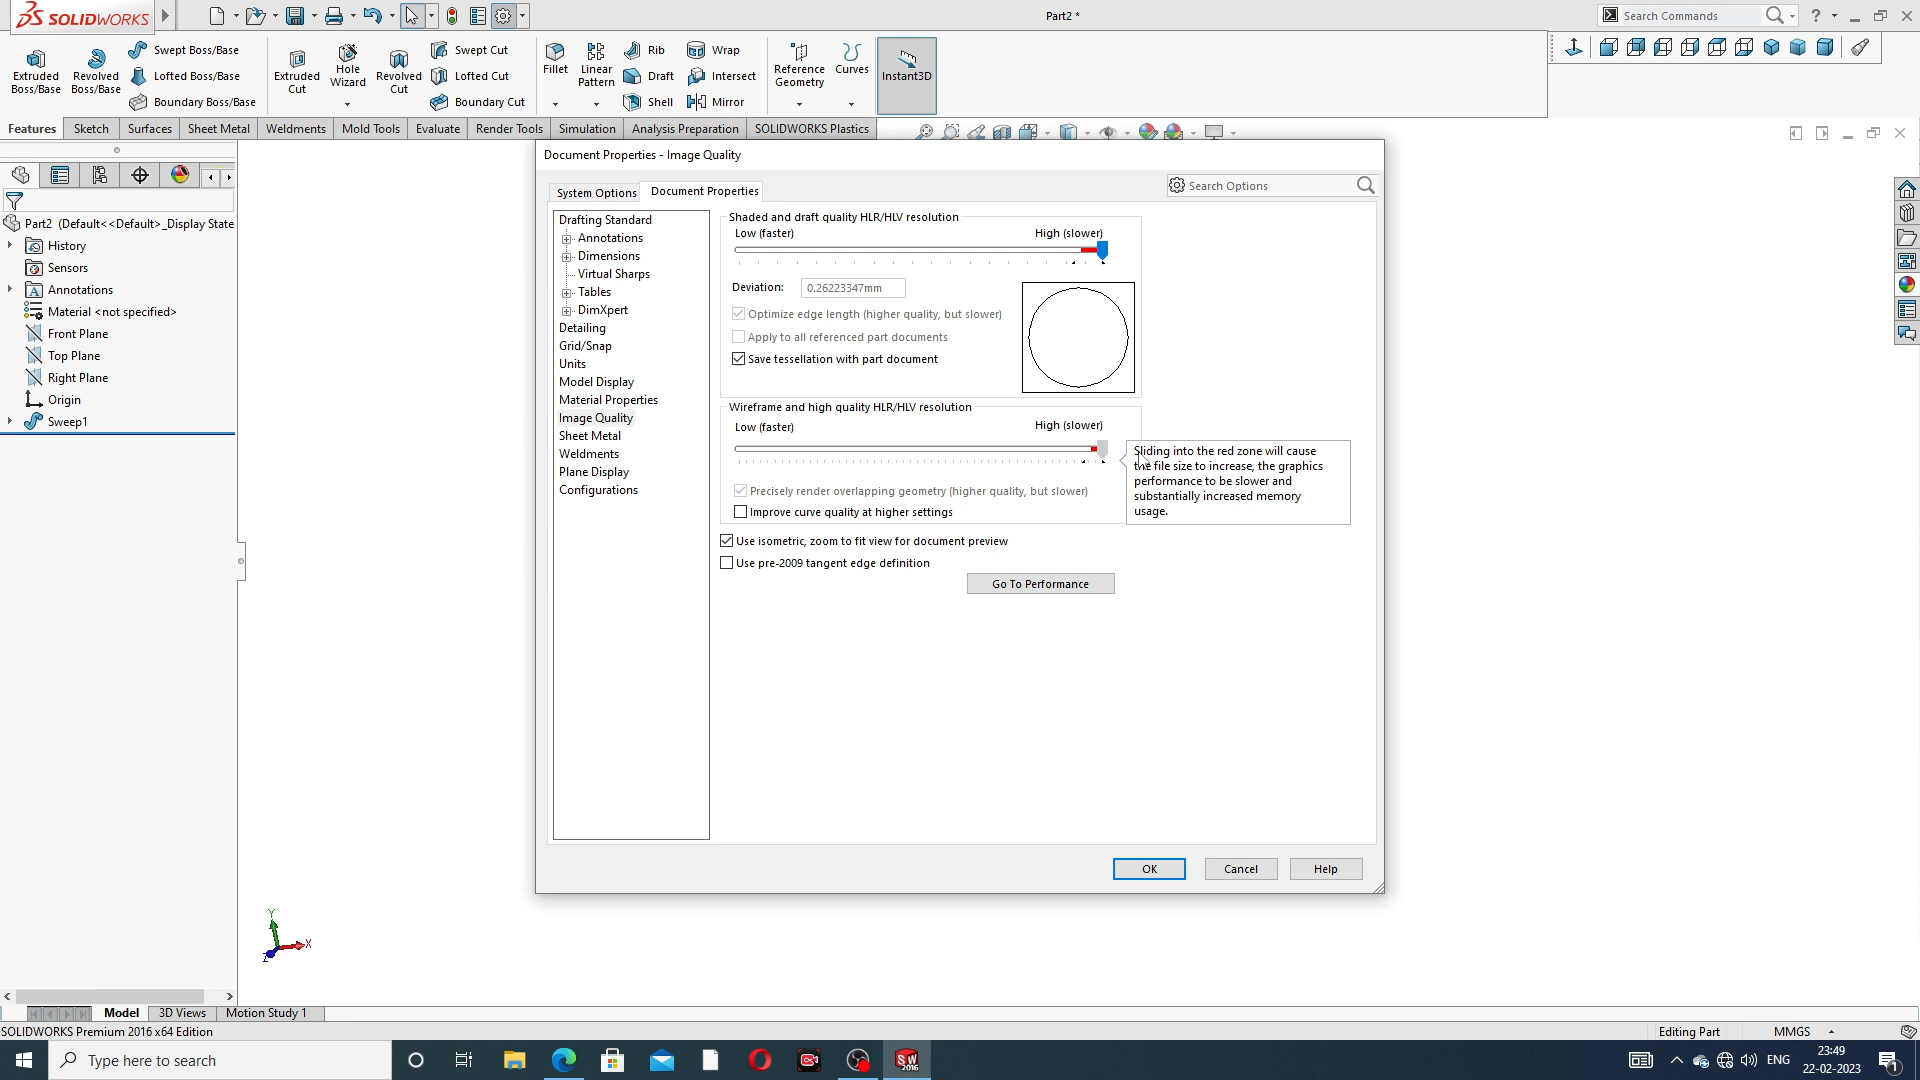 SOLIDWORKS
Part2 *
Search Commands
Extruded Boss/Base
Revolved Boss/Base
Swept Boss/Base
Lofted Boss/Base
Boundary Boss/Base
Extruded Cut
Hole Wizard
Revolved Cut
Swept Cut
Lofted Cut
Boundary Cut
Fillet
Linear Pattern
Rib
Draft
Shell
Wrap
Intersect
Mirror
Reference Geometry
Curves
Instant3D
Features
Sketch
Surfaces
Sheet Metal
Weldments
Mold Tools
Evaluate
Render Tools
Simulation
Analysis Preparation
SOLIDWORKS Plastics
Part2 (Default<<Default>_Display State
History
Sensors
Annotations
Material <not specified>
Front Plane
Top Plane
Right Plane
Origin
Sweep1
Document Properties - Image Quality
System Options
Document Properties
Search Options
Drafting Standard
Annotations
Dimensions
Virtual Sharps
Tables
DimXpert
Detailing
Grid/Snap
Units
Model Display
Material Properties
Image Quality
Sheet Metal
Weldments
Plane Display
Configurations
Shaded and draft quality HLR/HLV resolution
Low (faster)
High (slower)
Deviation:
0.26223347mm
Optimize edge length (higher quality, but slower)
Apply to all referenced part documents
Save tessellation with part document
Wireframe and high quality HLR/HLV resolution
Low (faster)
High (slower)
Precisely render overlapping geometry (higher quality, but slower)
Improve curve quality at higher settings
Sliding into the red zone will cause
the file size to increase, the graphics
performance to be slower and
substantially increased memory
usage.
Use isometric, zoom to fit view for document preview
Use pre-2009 tangent edge definition
Go To Performance
OK
Cancel
Help
Y
X
Z
Model
3D Views
Motion Study 1
SOLIDWORKS Premium 2016 x64 Edition
Editing Part
MMGS
Type here to search
SW
2016
ENG
23:49
22-02-2023
1